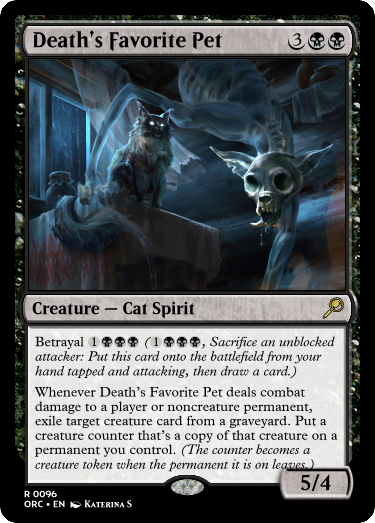 Death's Favorite Pet 3
Creature — Cat Spirit
Betrayal 1 (1, Sacrifice an unblocked
attacker: Put this card onto the battlefield from your
hand tapped and attacking, then draw a card.)
Whenever Death's Favorite Pet deals combat
damage to a player or noncreature permanent,
exile target creature card from a graveyard. Put a
creature counter that's a copy of that creature on a
permanent you control. (The counter becomes a
creature token when the permanent it is on leaves.)
5/4
R 0096
ORC • EN Katerina S